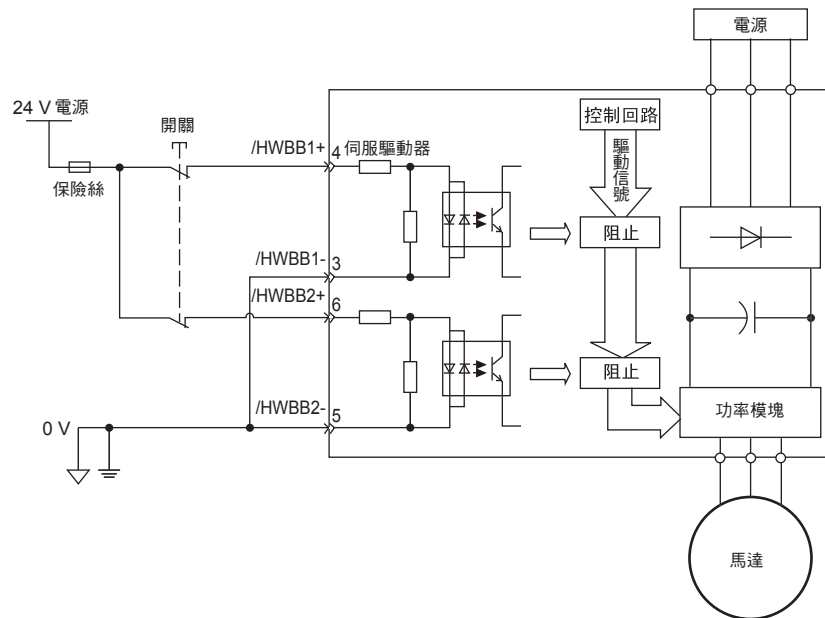 電源
24 V 電源
開關
控制回路
/HWBB1+
4
伺服驅動器
驅動信號
保險絲
阻止
/HWBB1-
3
/HWBB2+
6
阻止
/HWBB2-
5
功率模塊
0 V
馬達